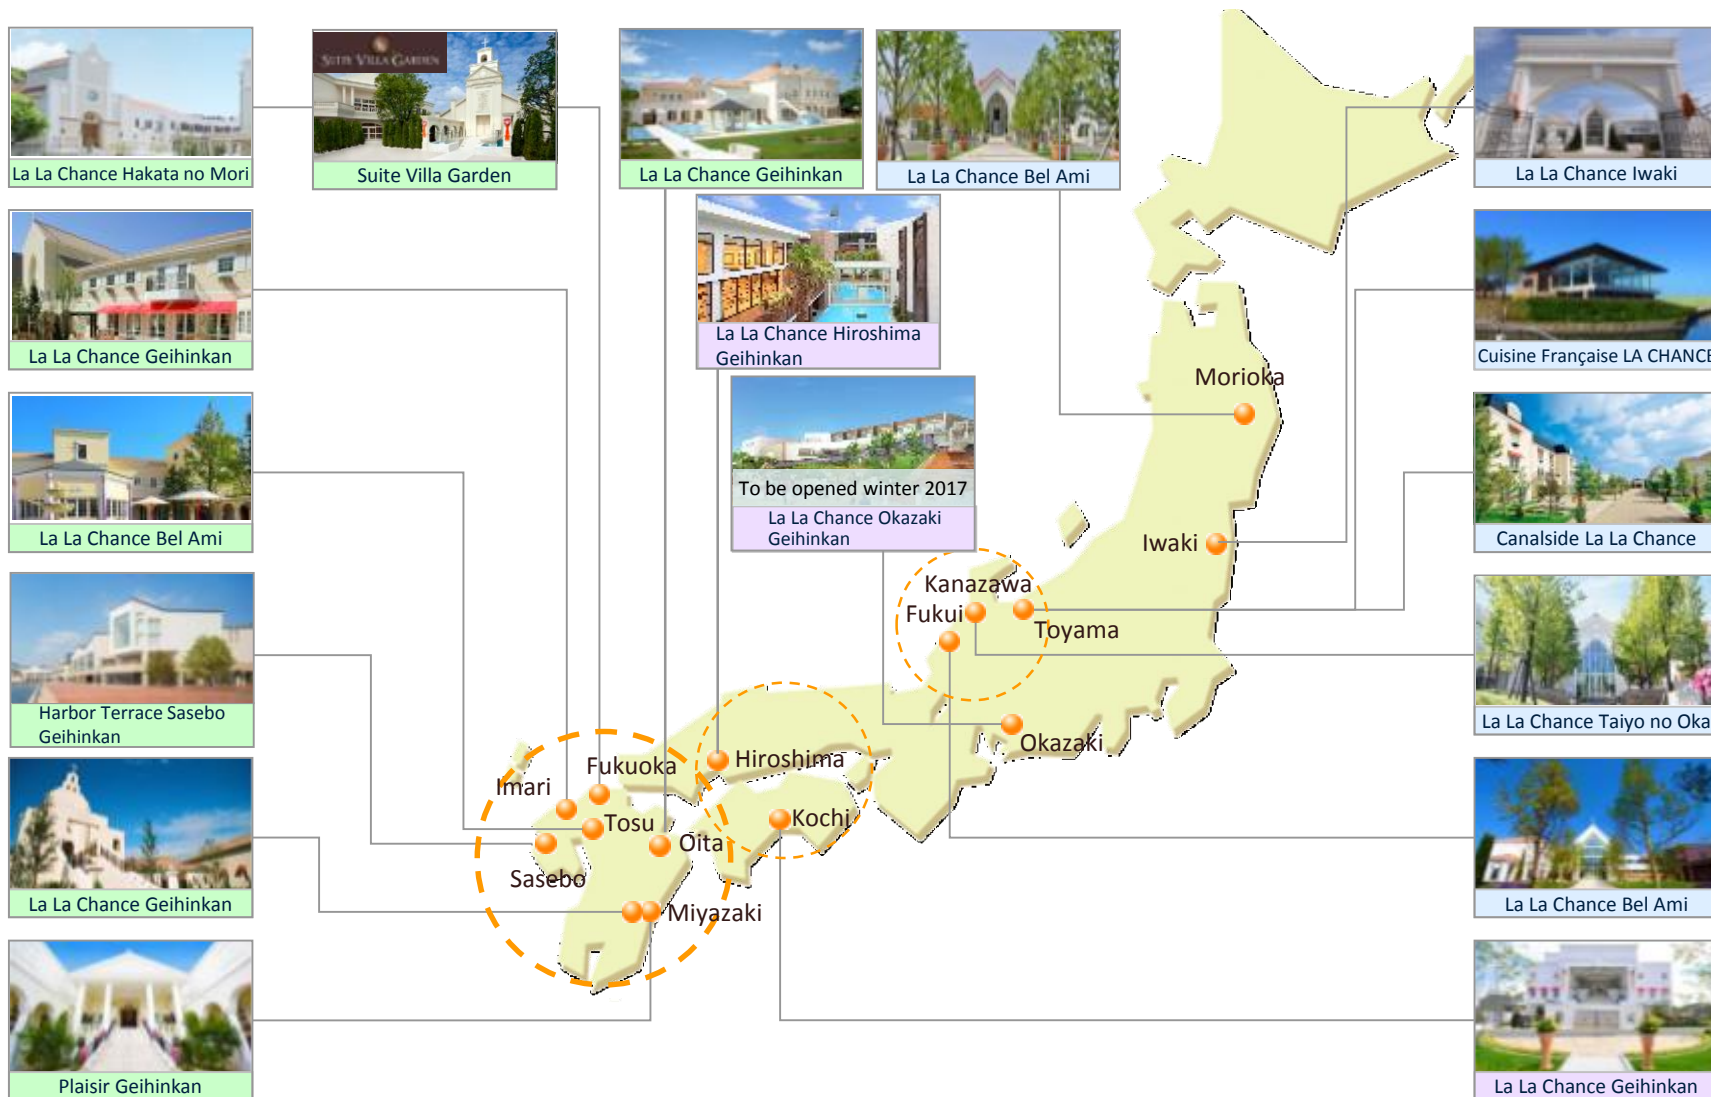 La La Chance Hakata no Mori
SUITE VILLA GARDEN
Suite Villa Garden
La La Chance Geihinkan
La La Chance Bel Ami
La La Chance Iwaki
La La Chance Geihinkan
La La Chance Hiroshima
Geihinkan
Cuisine Française LA CHANCE
La La Chance Bel Ami
To be opened winter 2017
La La Chance Okazaki
Geihinkan
Canalside La La Chance
Harbor Terrace Sasebo
Geihinkan
La La Chance Taiyo no Oka
La La Chance Geihinkan
La La Chance Bel Ami
Plaisir Geihinkan
La La Chance Geihinkan
Morioka
Iwaki
Kanazawa
Fukui
Toyama
Okazaki
Hiroshima
Fukuoka
Imari
Kochi
Tosu
Oita
Sasebo
Miyazaki